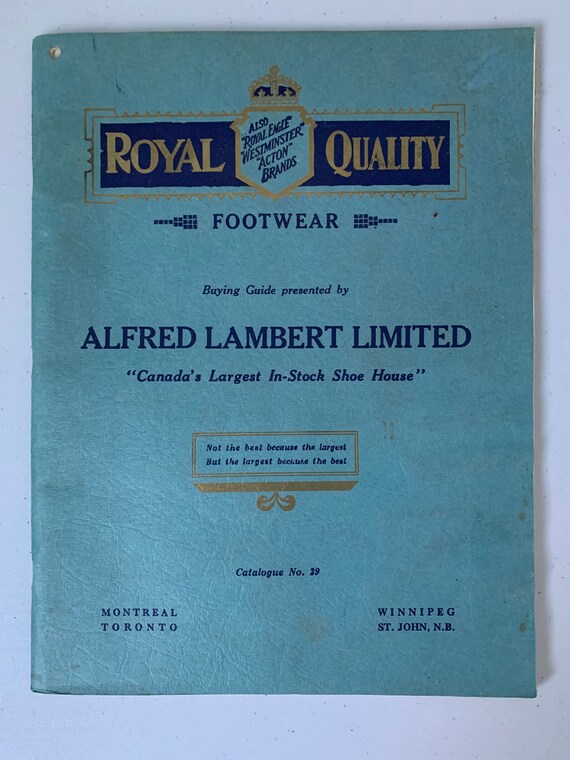 ROYAL QUALITY
ALSO
"ROYAL EAGLE"
"WESTMINSTER"
"ACTON"
BRANDS
FOOTWEAR
Buying Guide presented by
ALFRED LAMBERT LIMITED
"Canada's Largest In-Stock Shoe House"
Not the best because the largest
But the largest because the best
Catalogue No. 29
MONTREAL
TORONTO
WINNIPEG
ST. JOHN, N.B.